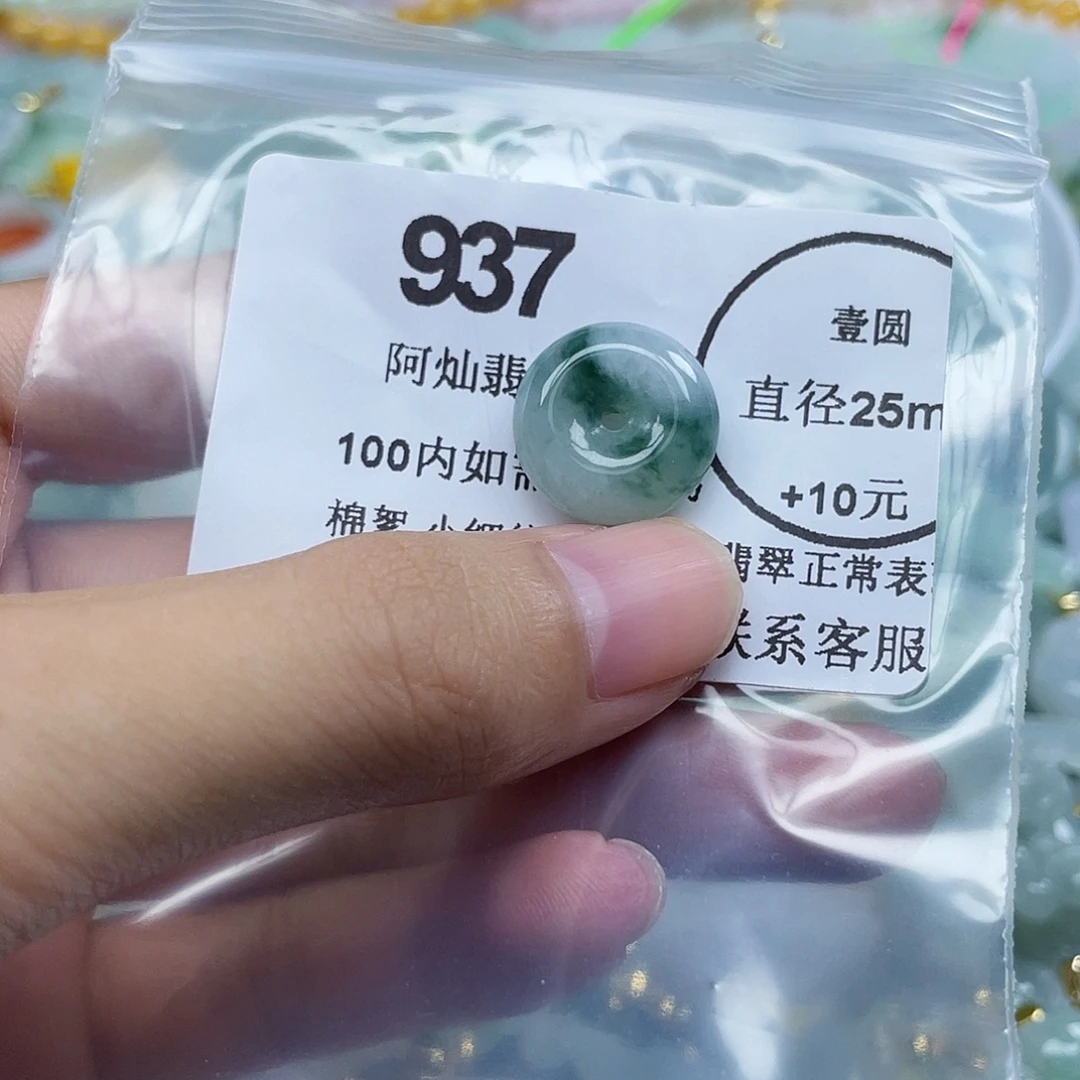 937
阿灿翡
100内如
棉絮 小细
翡翠正常表
联系客服
壹圆
直径25m
+10元